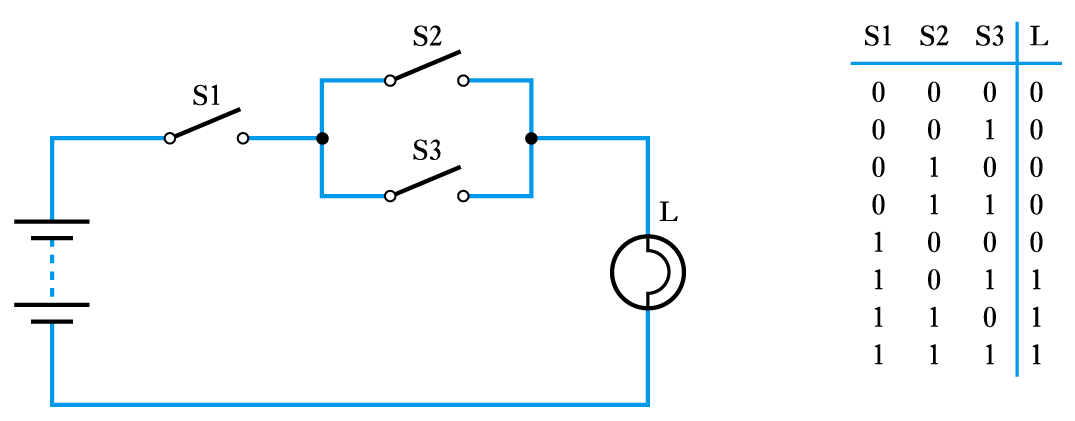 S2
S1
S3
L
S1 S2 S3 L
0 0 0 0
0 0 1 0
0 1 0 0
0 1 1 0
1 0 0 0
1 0 1 1
1 1 0 1
1 1 1 1